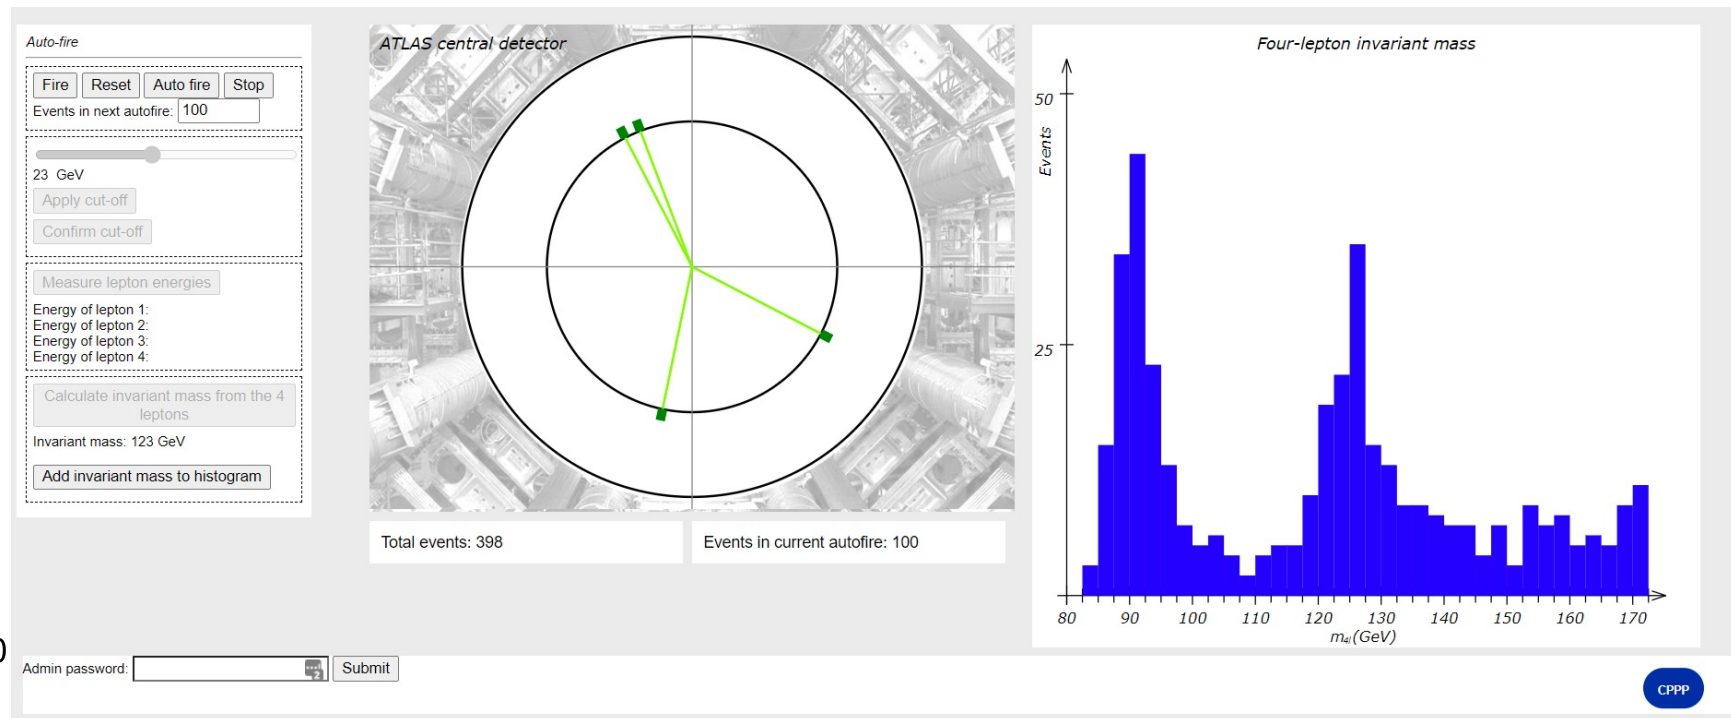 Auto-fire
Fire Reset Auto fire Stop
Events in next autofire: 100
23 GeV
Apply cut-off
Confirm cut-off
Measure lepton energies
Energy of lepton 1:
Energy of lepton 2:
Energy of lepton 3:
Energy of lepton 4:
Calculate invariant mass from the 4
leptons
Invariant mass: 123 GeV
Add invariant mass to histogram
ATLAS central detector
Total events: 398
Events in current autofire: 100
Four-lepton invariant mass
50
Events
25
80 90 100 110 120 130 140 150 160 170
m4l(GeV)
Admin password:
2
Submit
CPPP